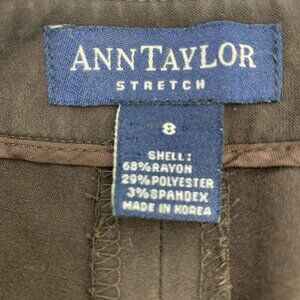 ANNTAYLOR
STRETCH
8
SHELL:
68%RAYON
29%POLYESTER
3%SPANDEX
MADE IN KOREA